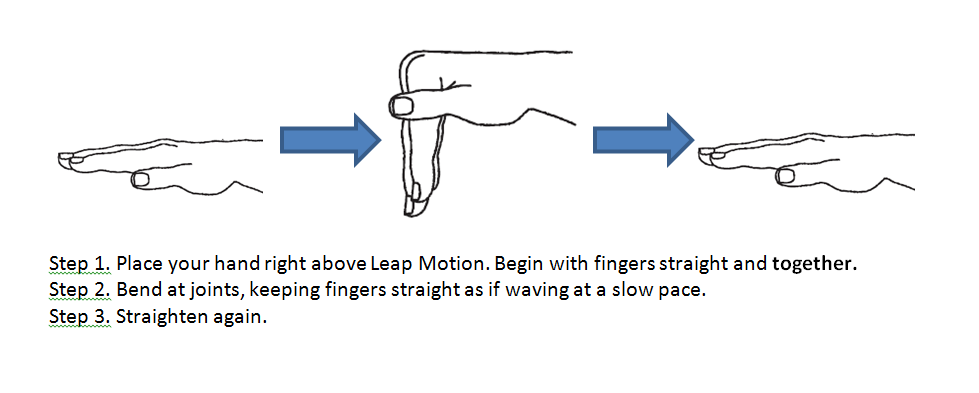 Step 1. Place your hand right above Leap Motion. Begin with fingers straight and together.
Step 2. Bend at joints, keeping fingers straight as if waving at a slow pace.
Step 3. Straighten again.